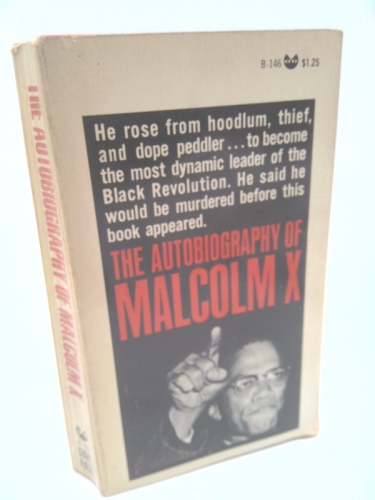 B-146 $1.25
He rose from hoodlum, thief,
and dope peddler...to become
the most dynamic leader of the
Black Revolution. He said he
would be murdered before this
book appeared.
THE AUTOBIOGRAPHY OF
MALCOLM X
THE AUTOBIOGRAPHY OF MALCOLM X